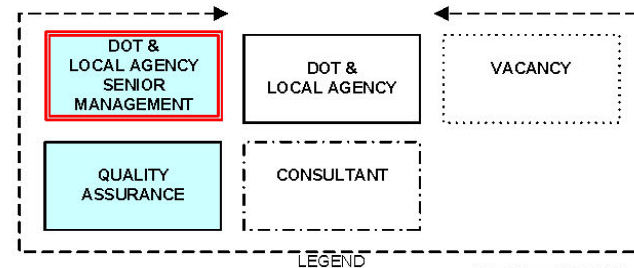 DOT &
LOCAL AGENCY
SENIOR
MANAGEMENT
DOT &
LOCAL AGENCY
VACANCY
QUALITY
ASSURANCE
CONSULTANT
LEGEND